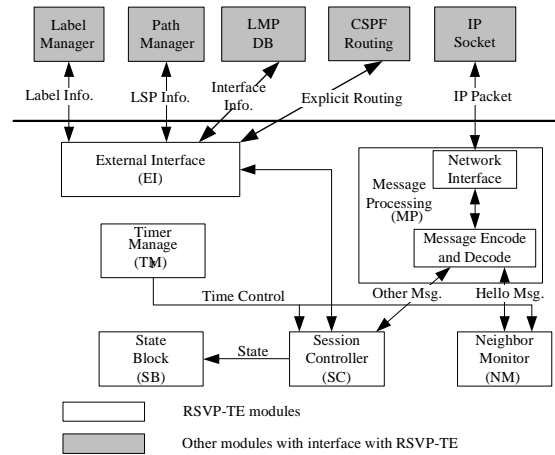 Label
Manager
Path
Manager
LMP
DB
CSPF
Routing
IP
Socket
Label Info.
LSP Info.
Interface
Info.
Explicit Routing
IP Packet
External Interface
(EI)
Network
Interface
Message
Processing
(MP)
Message Encode
and Decode
Timer
Manage
(TM)
Time Control
Other Msg.
Hello Msg.
State
Block
(SB)
State
Session
Controller
(SC)
Neighbor
Monitor
(NM)
RSVP-TE modules
Other modules with interface with RSVP-TE